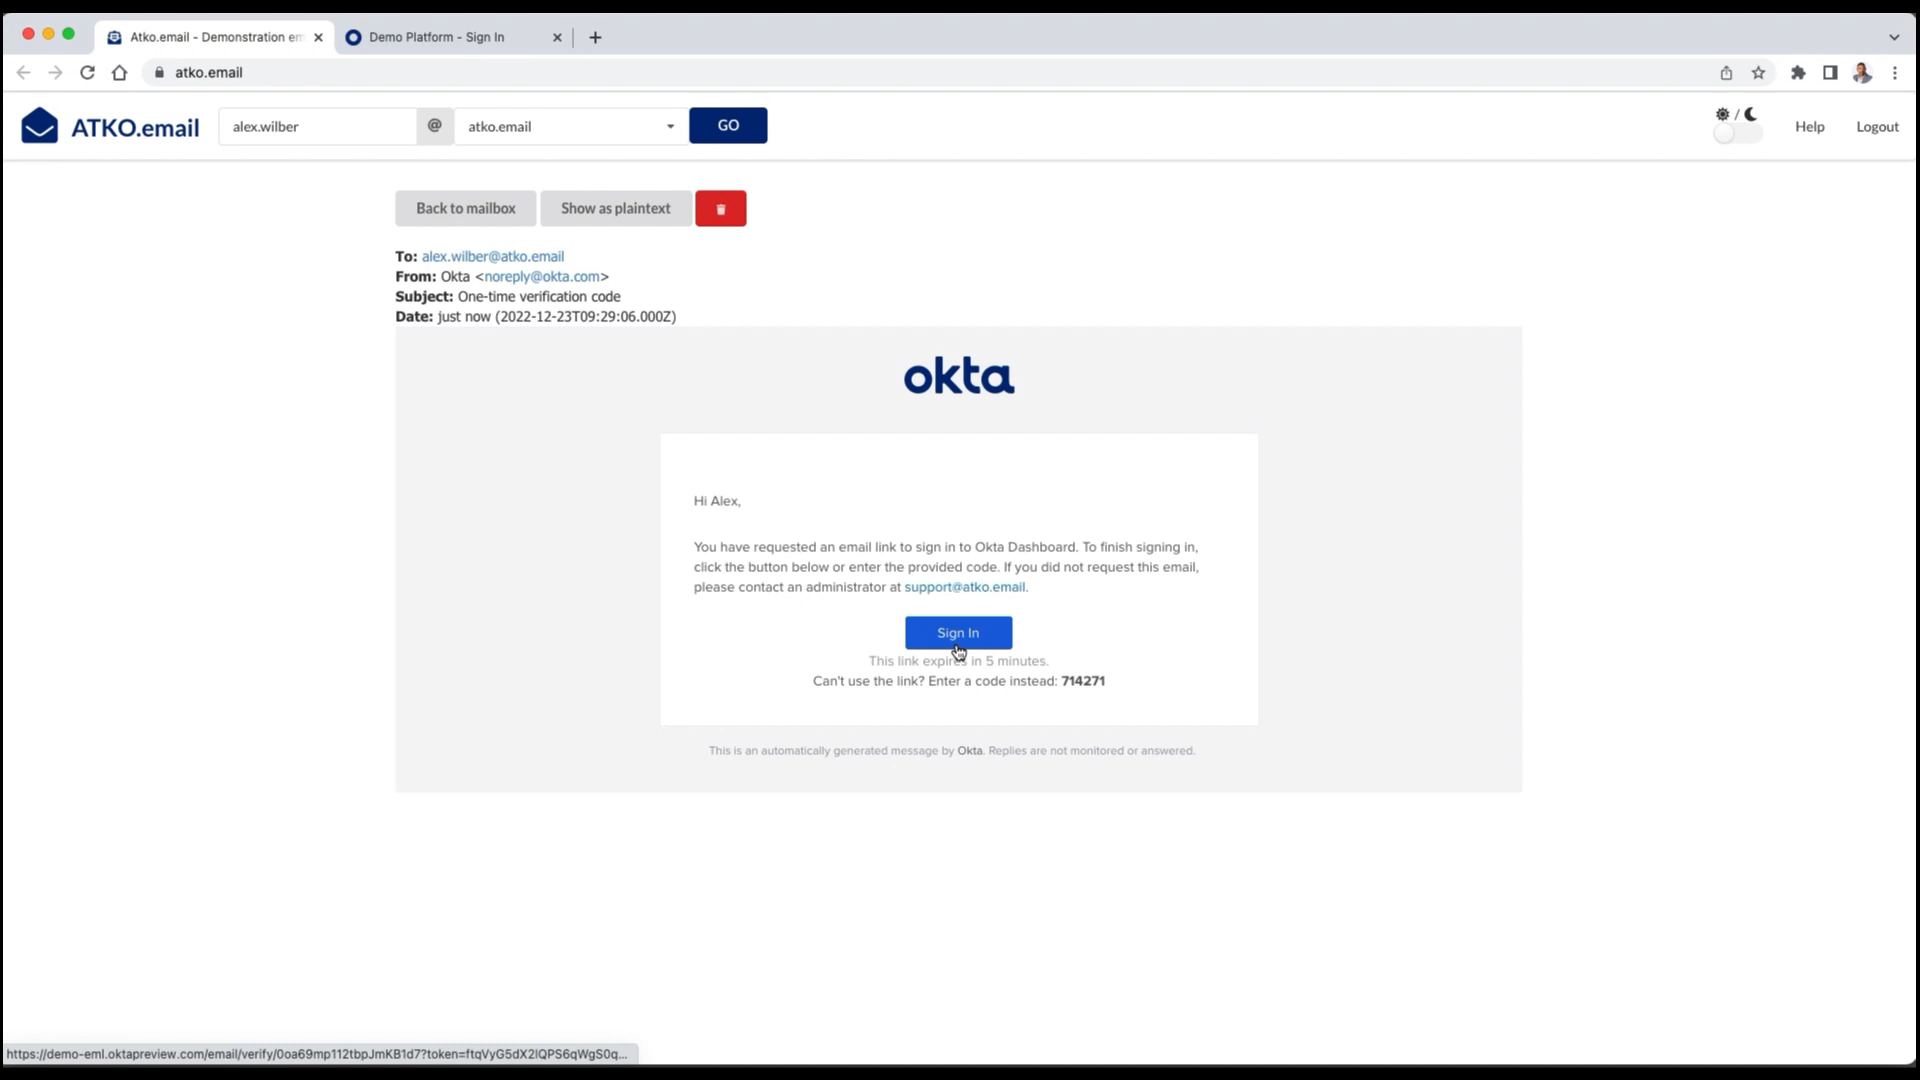 Atko.email - Demonstration em
Demo Platform - Sign In
atko.email
ATKO.email
alex.wilber
@
atko.email
GO
/
Help
Logout
Back to mailbox
Show as plaintext
To: alex.wilber@atko.email
From: Okta <noreply@okta.com>
Subject: One-time verification code
Date: just now (2022-12-23T09:29:06.000Z)
okta
Hi Alex,
You have requested an email link to sign in to Okta Dashboard. To finish signing in,
click the button below or enter the provided code. If you did not request this email,
please contact an administrator at support@atko.email.
Sign In
This link expires in 5 minutes.
Can't use the link? Enter a code instead: 714271
This is an automatically generated message by Okta. Replies are not monitored or answered.
https://demo-eml.oktapreview.com/email/verify/0oa69mp112tbpJmKB1d7?token=ftqVyG5dX2IQPS6qWgS0q...